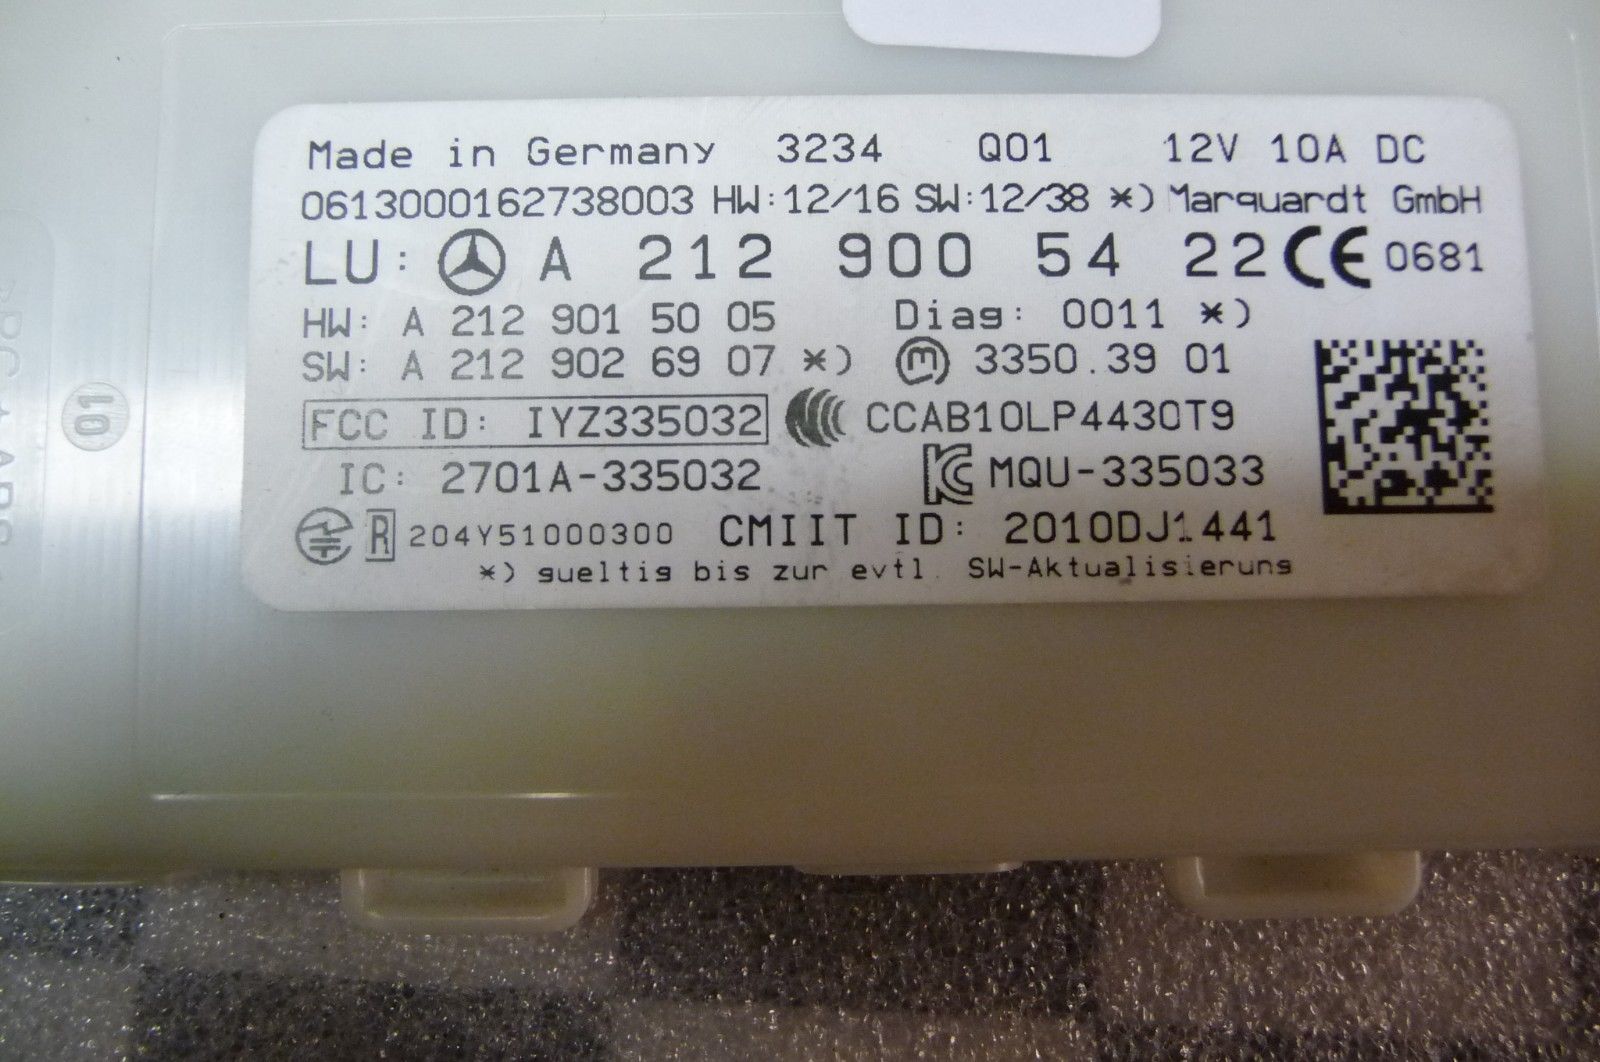 Made in Germany 3234 Q01 12V 10A DC
0613000162738003 HW:12/16 SW:12/38 *) Marquardt GmbH
LU: A 212 900 54 22 CE 0681
HW: A 212 901 50 05 Diag: 0011 *)
SW: A 212 902 69 07 *) m 3350.39 01
FCC ID: IYZ335032 CCAB10LP4430T9
IC: 2701A-335032 KC MQU-335033
R 204Y51000300 CMIIT ID: 2010DJ1441
*) gueltig bis zur evtl. SW-Aktualisierung
01